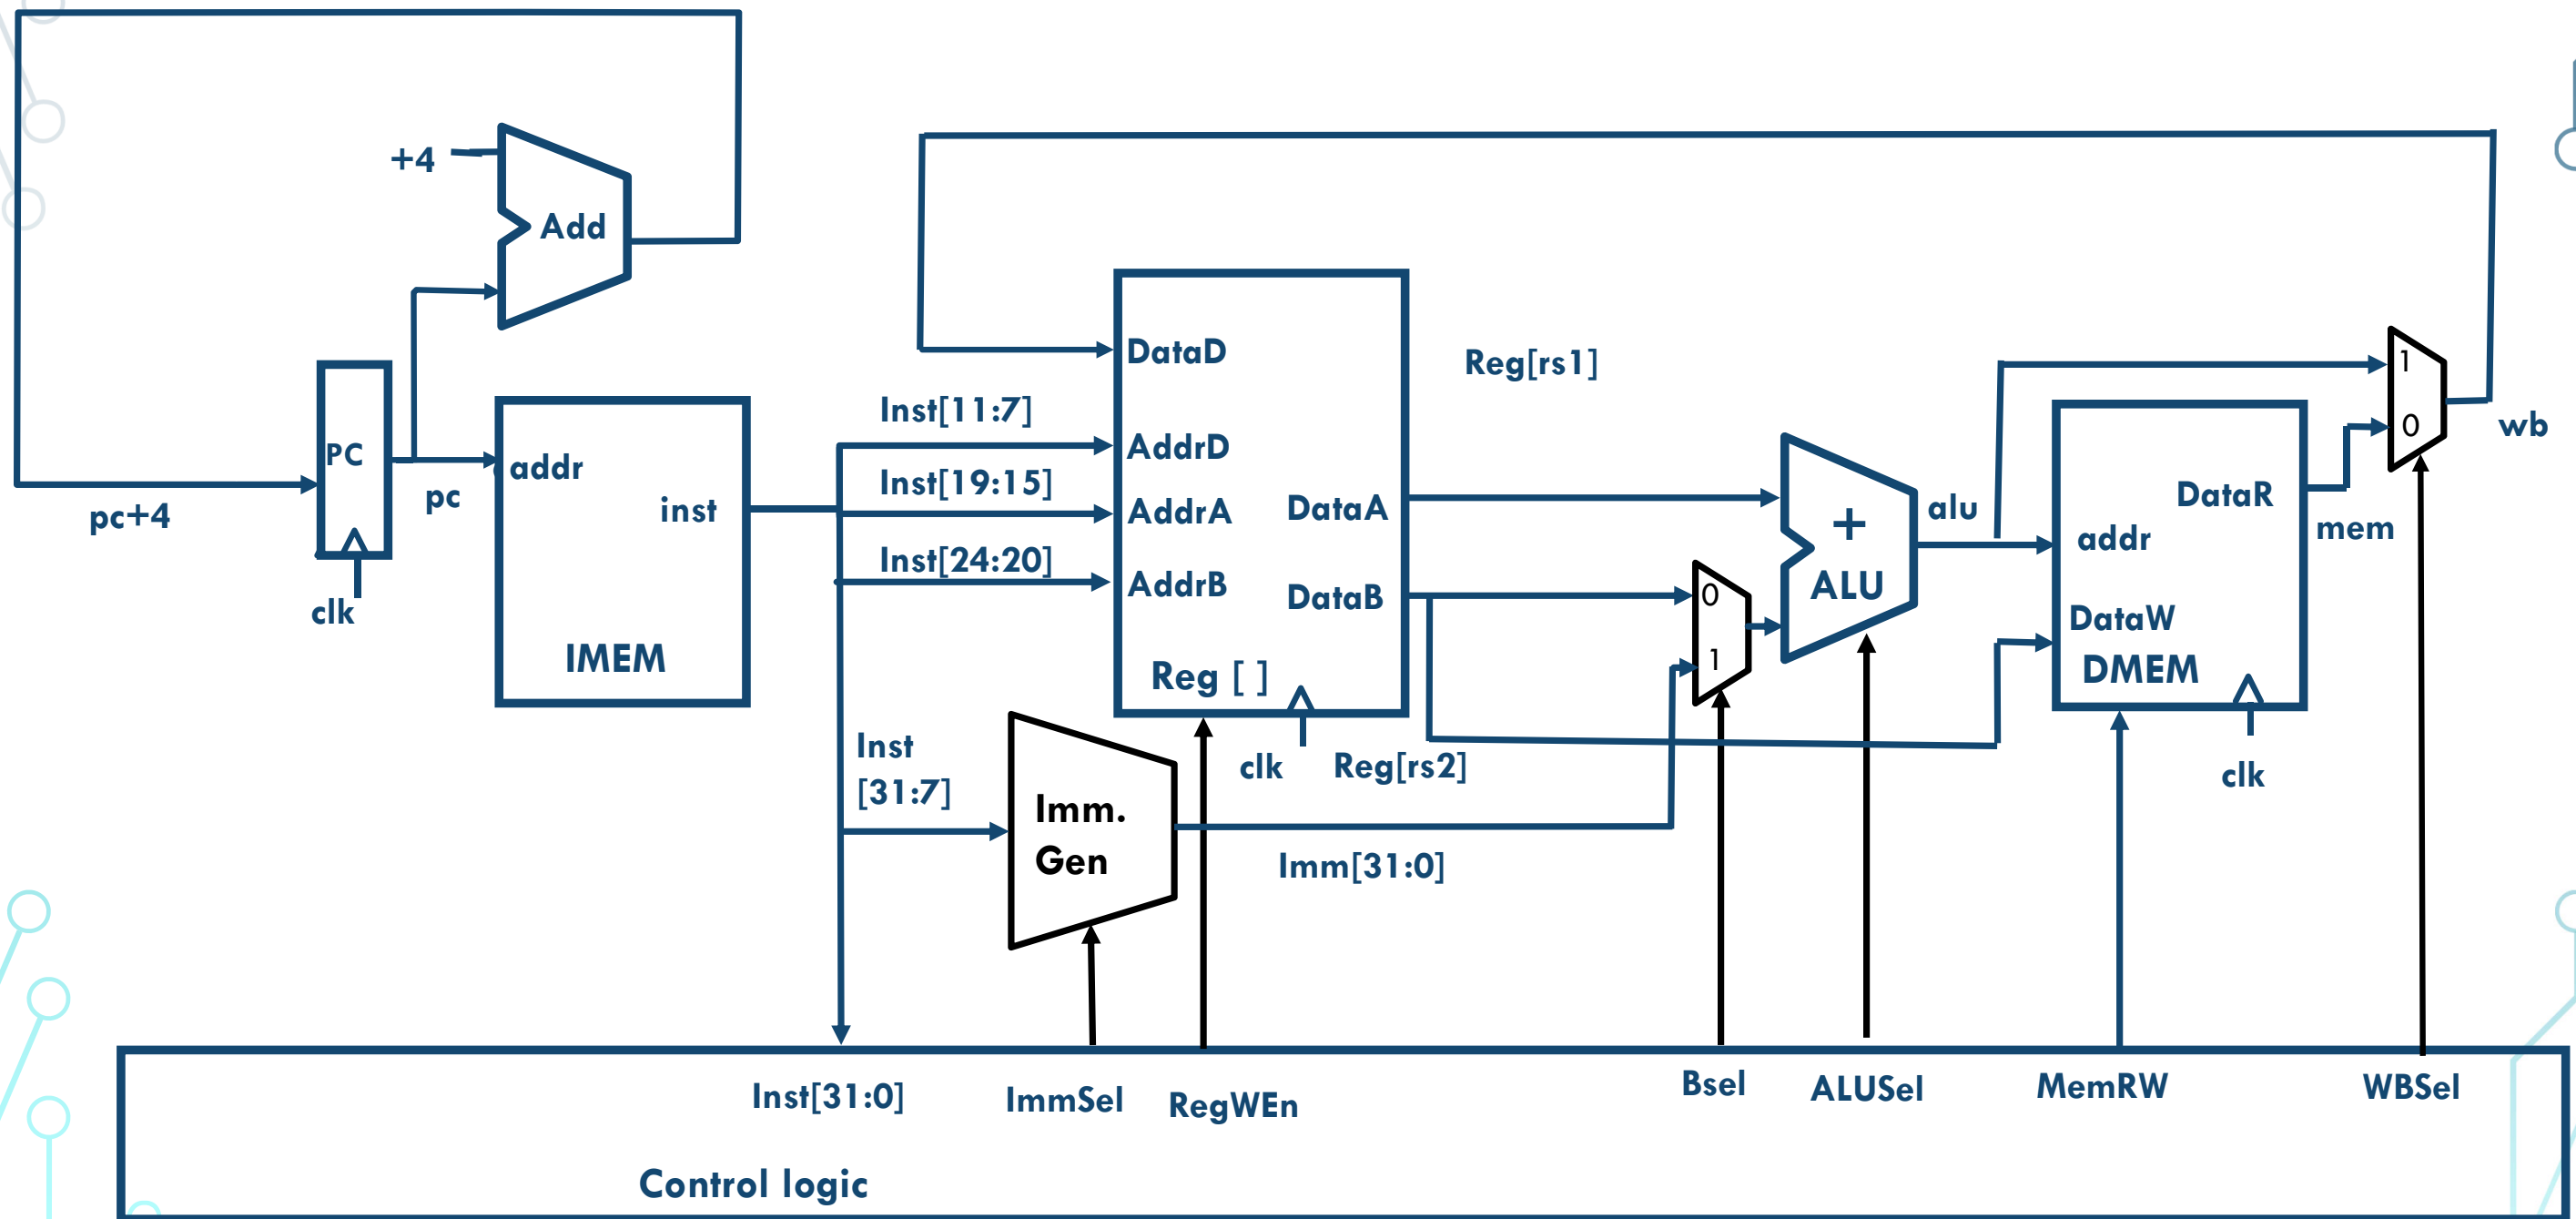 +4
Add
DataD
Reg[rs1]
1
Inst[11:7]
0
wb
PC
addr
AddrD
pc
Inst[19:15]
DataR
pc+4
inst
AddrA
DataA
+
alu
mem
addr
Inst[24:20]
AddrB
DataB
0
ALU
clk
DataW
IMEM
1
DMEM
Reg [ ]
Inst
[31:7]
clk
Reg[rs2]
clk
Imm.
Gen
Imm[31:0]
Inst[31:0]
ImmSel
RegWEn
Bsel
ALUSel
MemRW
WBSel
Control logic